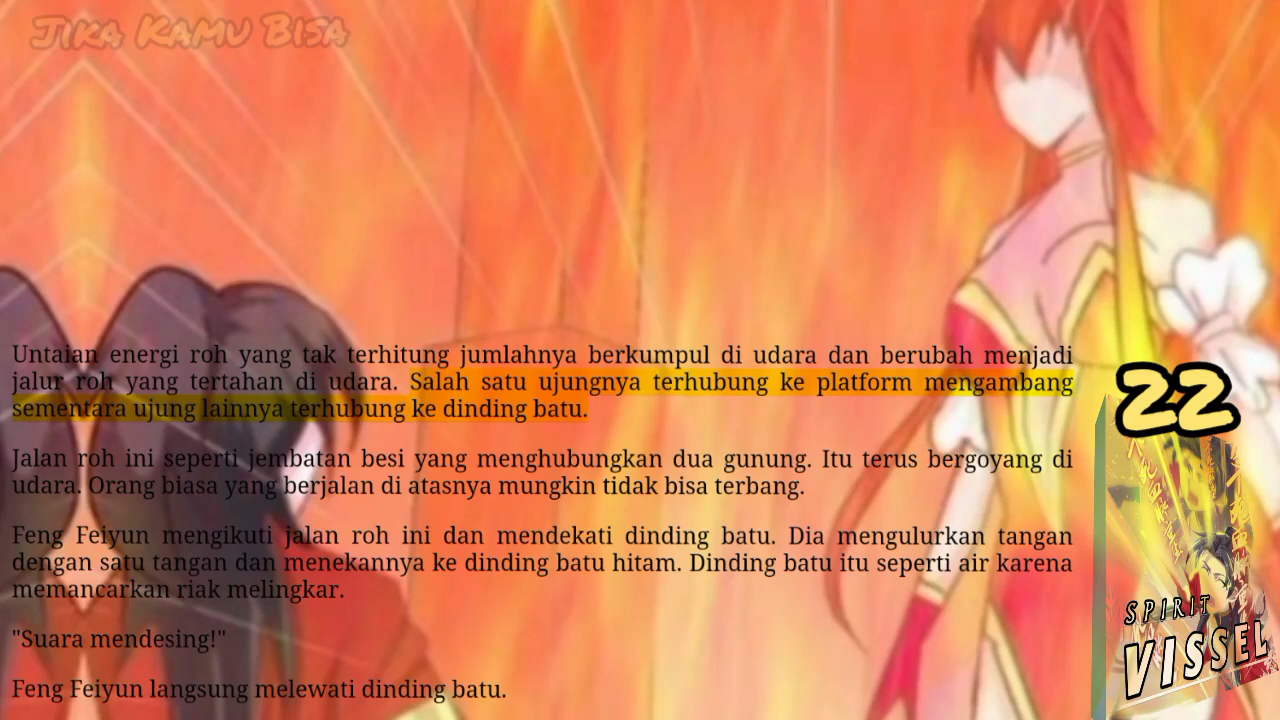 Jika Kamu Bisa
Untaian energi roh yang tak terhitung jumlahnya berkumpul di udara dan berubah menjadi
jalur roh yang tertahan di udara. Salah satu ujungnya terhubung ke platform mengambang
sementara ujung lainnya terhubung ke dinding batu.
Jalan roh ini seperti jembatan besi yang menghubungkan dua gunung. Itu terus bergoyang di
udara. Orang biasa yang berjalan di atasnya mungkin tidak bisa terbang.
Feng Feiyun mengikuti jalan roh ini dan mendekati dinding batu. Dia mengulurkan tangan
dengan satu tangan dan menekannya ke dinding batu hitam. Dinding batu itu seperti air karena
memancarkan riak melingkar.
"Suara mendesing!"
Feng Feiyun langsung melewati dinding batu.
22
SPIRIT
VISSEL